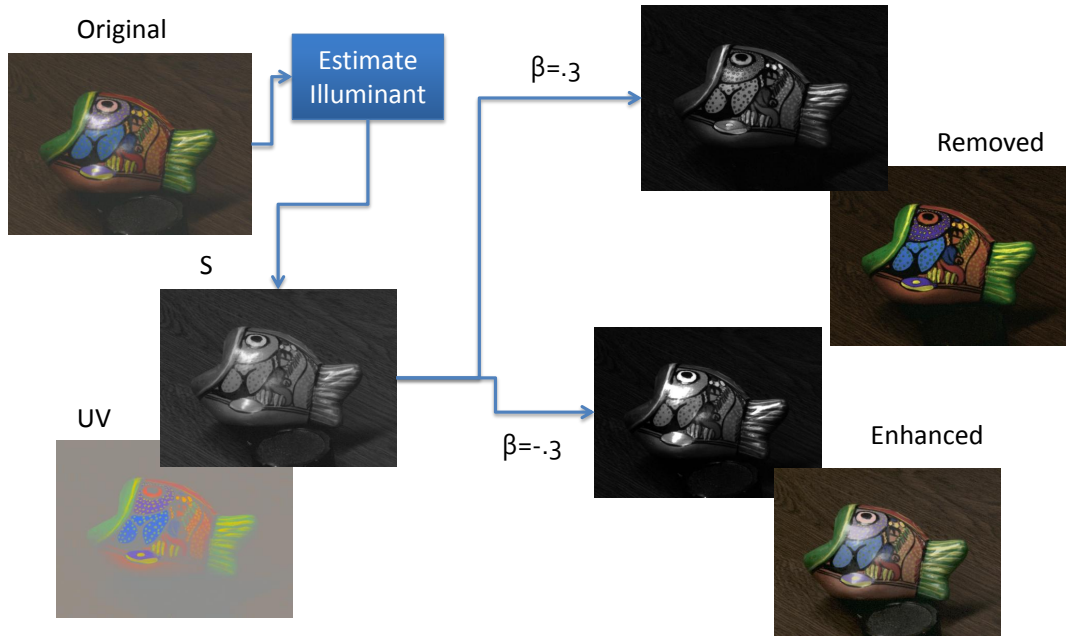 Original
Estimate
Illuminant
β=.3
Removed
S
UV
β=-.3
Enhanced